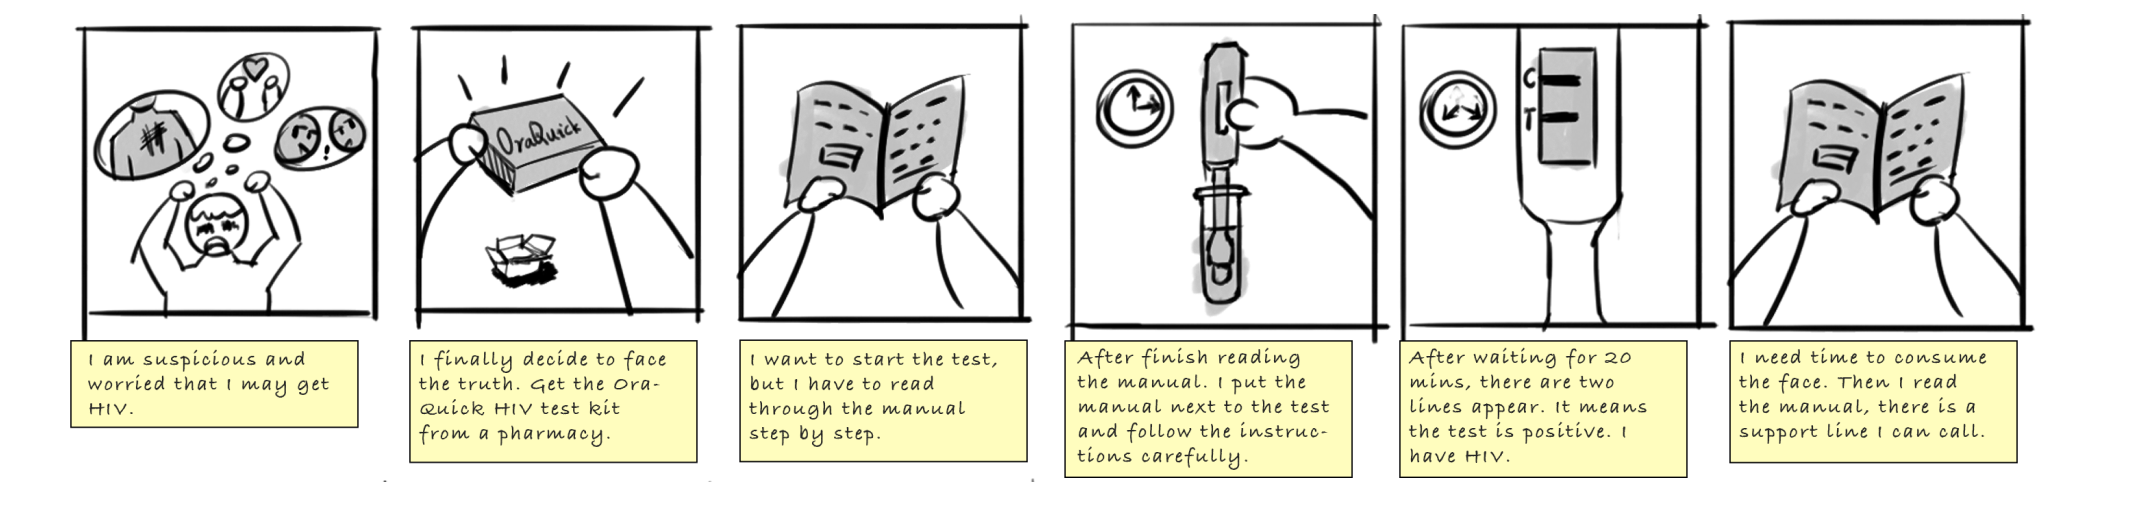 OraQuick
C
T
I am suspicious and
worried that I may get
HIV.
I finally decide to face
the truth. Get the Ora-
Quick HIV test kit
from a pharmacy.
I want to start the test,
but I have to read
through the manual
step by step.
After finish reading
the manual. I put the
manual next to the test
and follow the instruc-
tions carefully.
After waiting for 20
mins, there are two
lines appear. It means
the test is positive. I
have HIV.
I need time to consume
the face. Then I read
the manual, there is a
support line I can call.